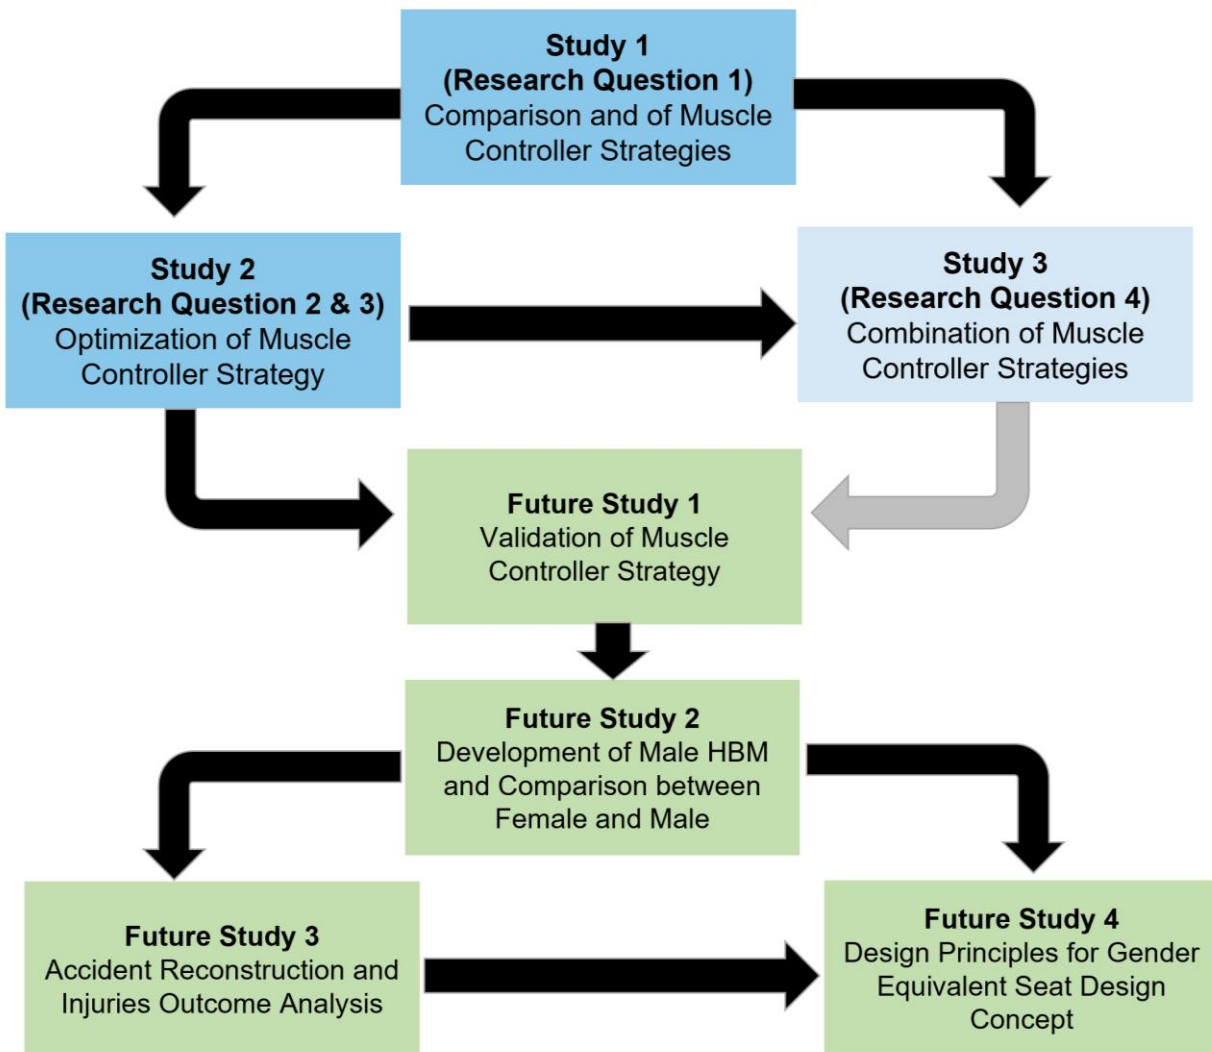 Study 1
(Research Question 1)
Comparison and of Muscle
Controller Strategies
Study 2
(Research Question 2 & 3)
Optimization of Muscle
Controller Strategy
Study 3
(Research Question 4)
Combination of Muscle
Controller Strategies
Future Study 1
Validation of Muscle
Controller Strategy
Future Study 2
Development of Male HBM
and Comparison between
Female and Male
Future Study 3
Accident Reconstruction and
Injuries Outcome Analysis
Future Study 4
Design Principles for Gender
Equivalent Seat Design
Concept